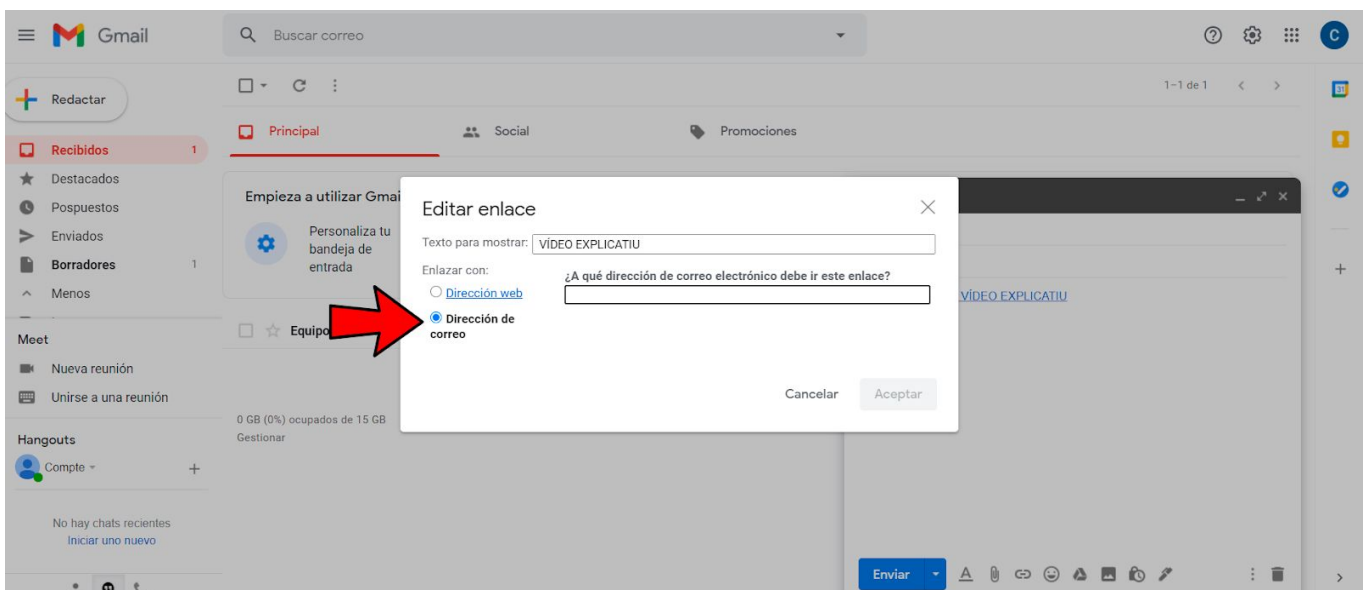 Gmail
Buscar correo
C
Redactar
1–1 de 1
31
Principal
Social
Promociones
Recibidos 1
Destacados
Pospuestos
Enviados
Borradores 1
Menos
Empieza a utilizar Gmai
Personaliza tu
bandeja de
entrada
Editar enlace
Texto para mostrar: VÍDEO EXPLICATIU
Enlazar con:
¿A qué dirección de correo electrónico debe ir este enlace?
Dirección web
Dirección de
correo
Cancelar Aceptar
VÍDEO EXPLICATIU
Equipo
0 GB (0%) ocupados de 15 GB
Gestionar
Meet
Nueva reunión
Unirse a una reunión
Hangouts
Compte
No hay chats recientes
Iniciar uno nuevo
Enviar